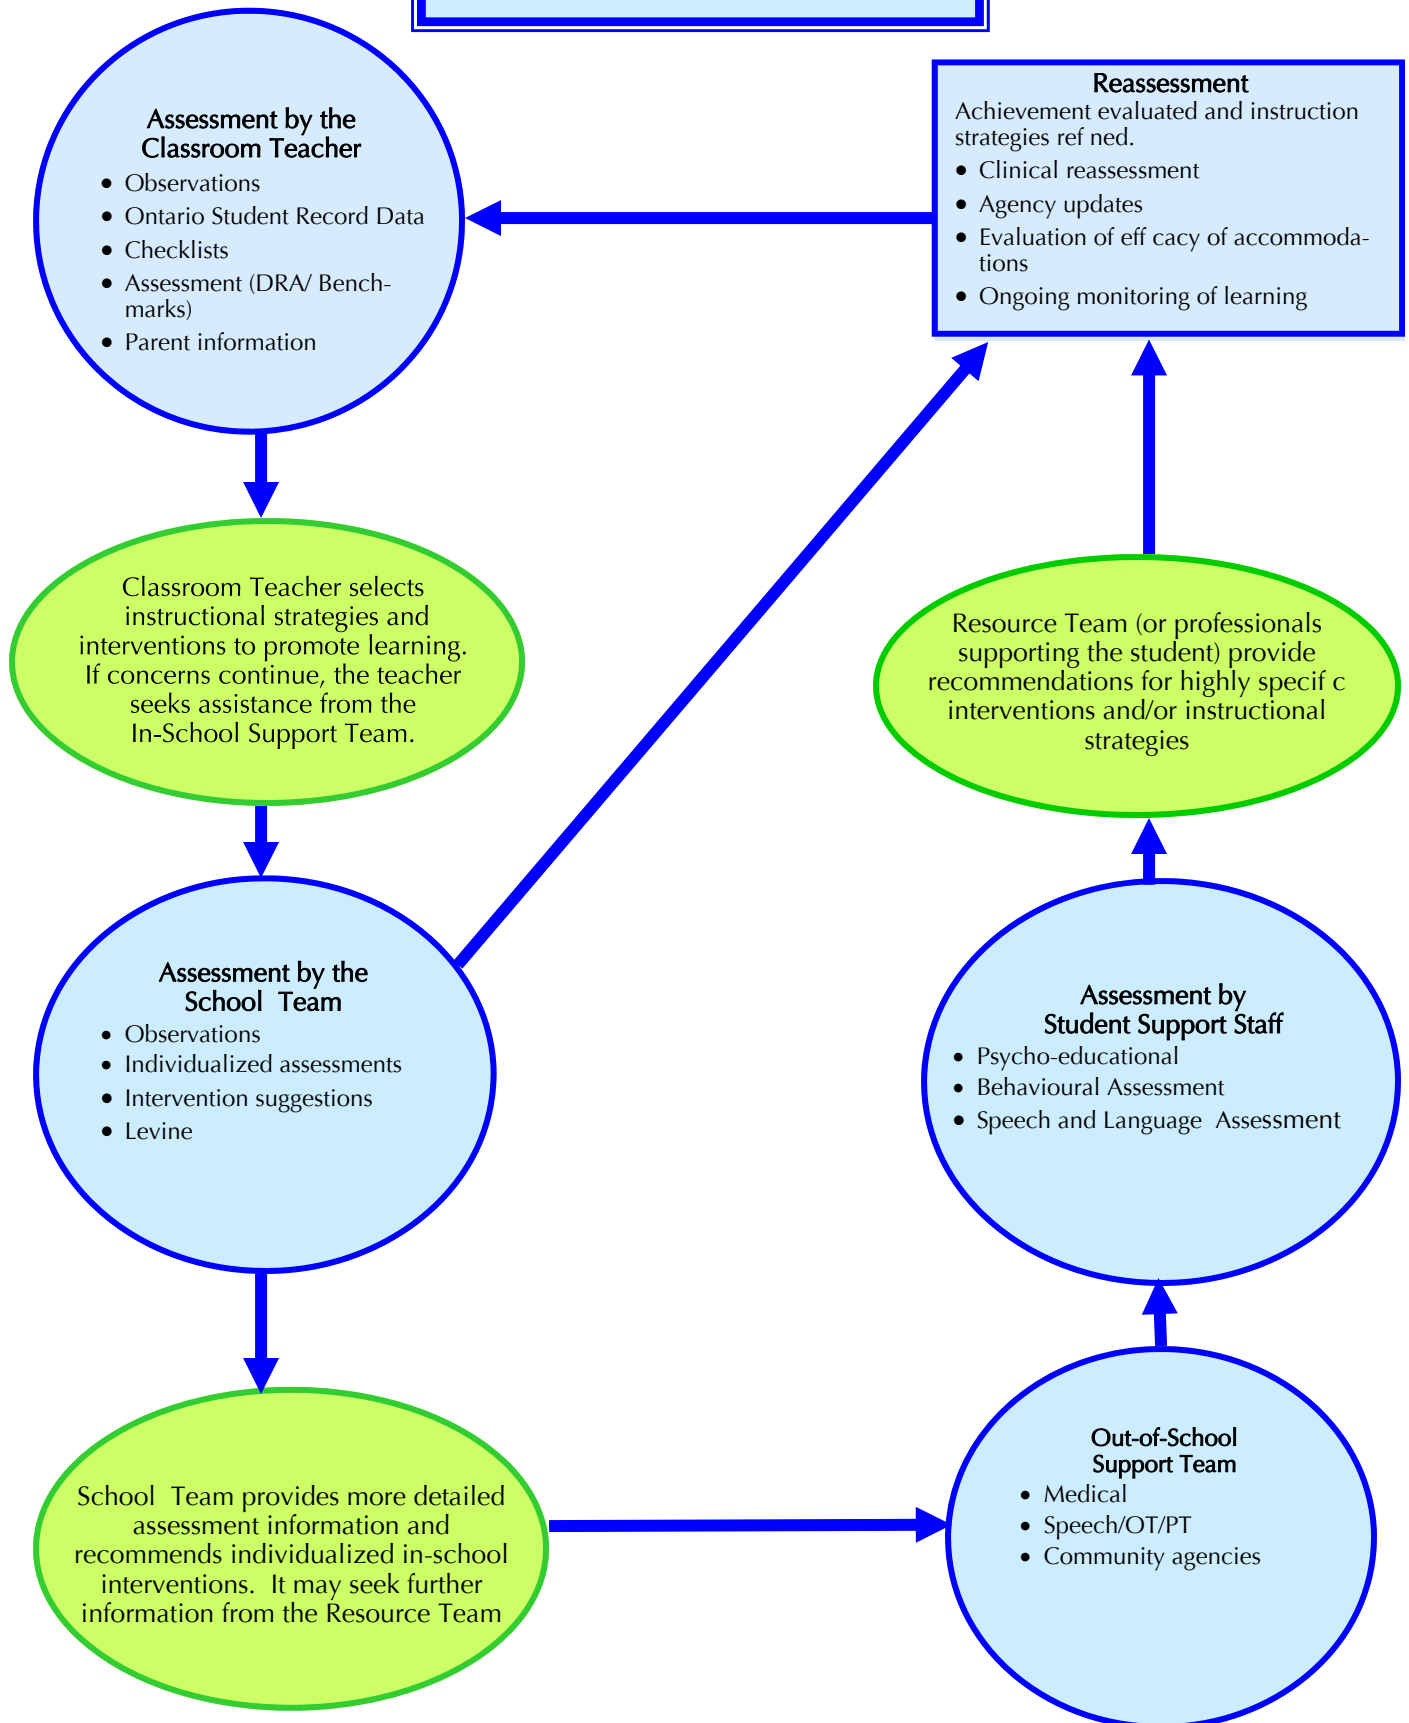 Assessment by the
Classroom Teacher
• Observations
• Ontario Student Record Data
• Checklists
• Assessment (DRA/ Bench-
marks)
• Parent information
Reassessment
Achievement evaluated and instruction
strategies ref ned.
• Clinical reassessment
• Agency updates
• Evaluation of eff cacy of accommoda-
tions
• Ongoing monitoring of learning
Classroom Teacher selects
instructional strategies and
interventions to promote learning.
If concerns continue, the teacher
seeks assistance from the
In-School Support Team.
Resource Team (or professionals
supporting the student) provide
recommendations for highly specif c
interventions and/or instructional
strategies
Assessment by the
School  Team
• Observations
• Individualized assessments
• Intervention suggestions
• Levine
Assessment by
Student Support Staff
• Psycho-educational
• Behavioural Assessment
• Speech and Language  Assessment
School  Team provides more detailed
assessment information and
recommends individualized in-school
interventions.  It may seek further
information from the Resource Team
Out-of-School
Support Team
• Medical
• Speech/OT/PT
• Community agencies